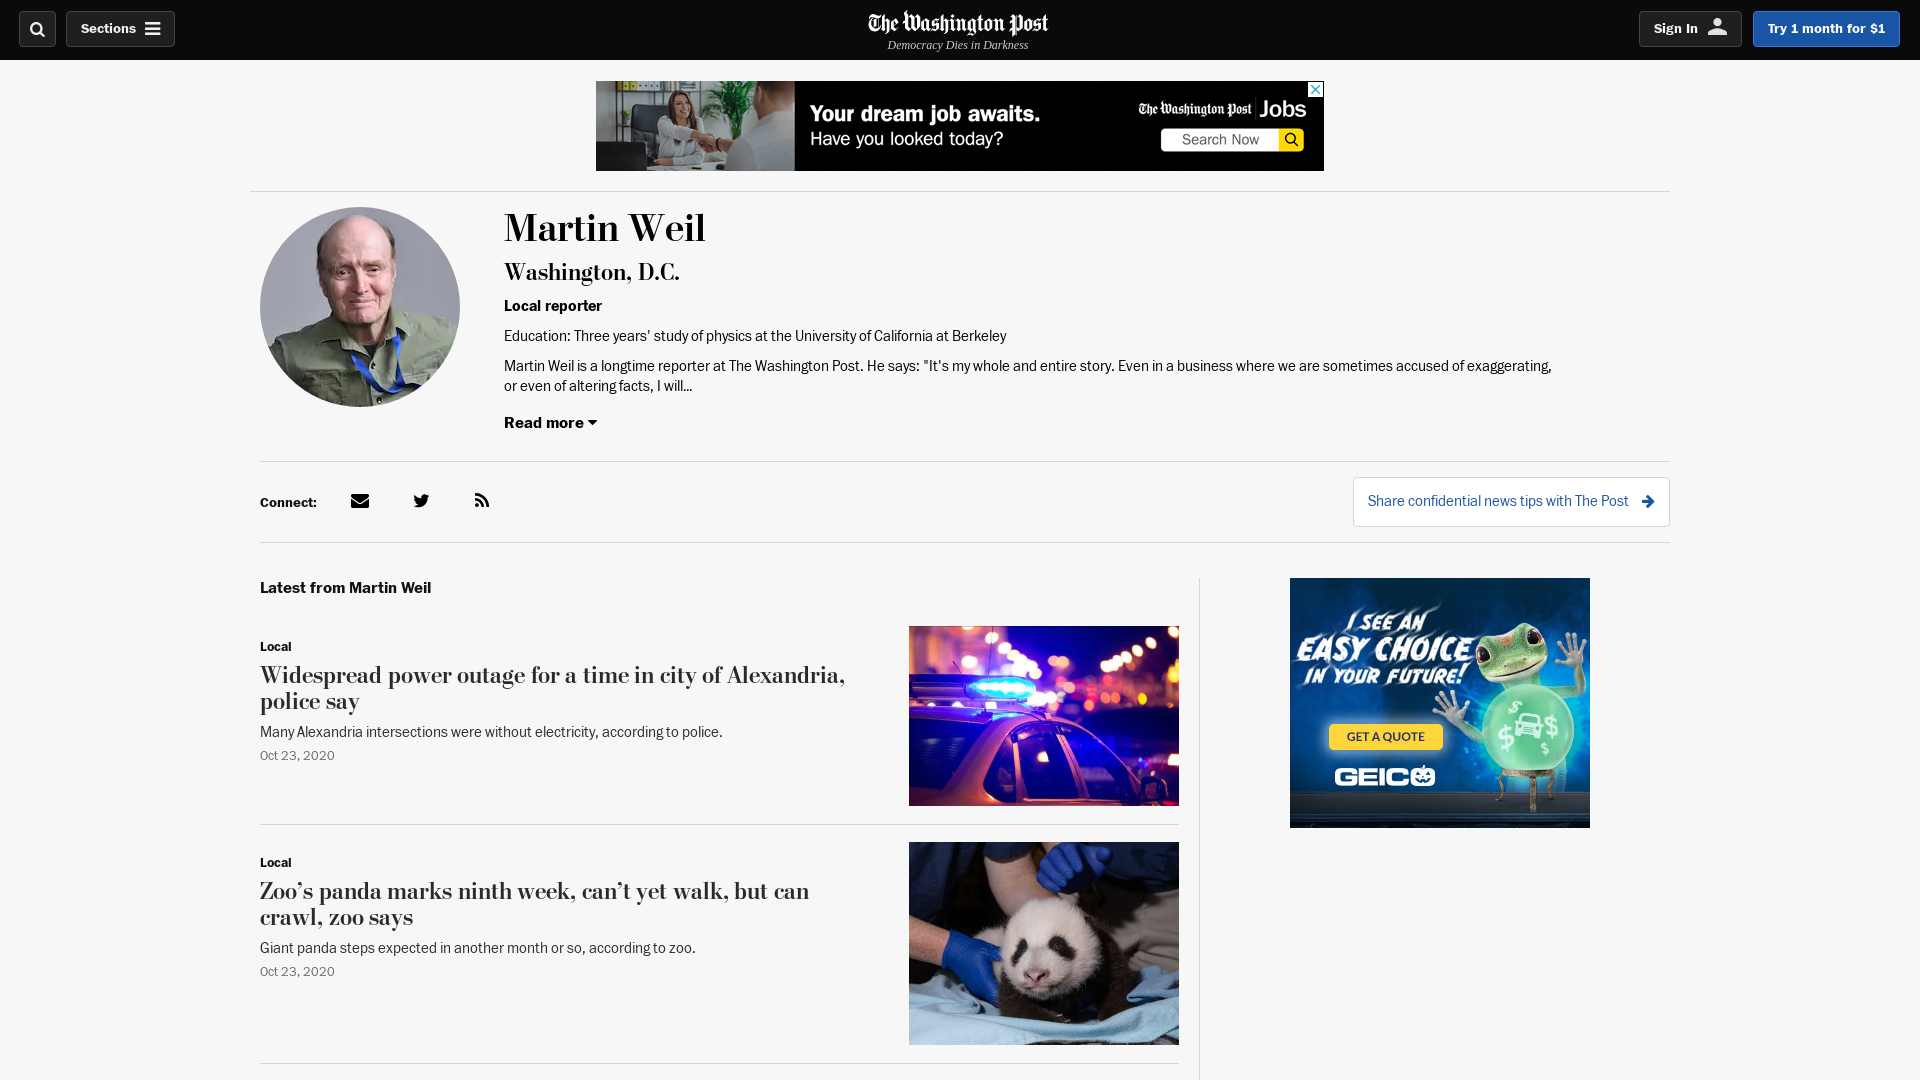 Sections
The Washington Post
Democracy Dies in Darkness
Sign In
Try 1 month for $1
Your dream job awaits.
Have you looked today?
The Washington Post Jobs
Search Now
Martin Weil
Washington, D.C.
Local reporter
Education: Three years' study of physics at the University of California at Berkeley
Martin Weil is a longtime reporter at The Washington Post. He says: "It's my whole and entire story. Even in a business where we are sometimes accused of exaggerating,
or even of altering facts, I will...
Read more
Connect:
Share confidential news tips with The Post
Latest from Martin Weil
Local
Widespread power outage for a time in city of Alexandria,
police say
Many Alexandria intersections were without electricity, according to police.
Oct 23, 2020
Local
Zoo’s panda marks ninth week, can’t yet walk, but can
crawl, zoo says
Giant panda steps expected in another month or so, according to zoo.
Oct 23, 2020
I SEE AN
EASY CHOICE
IN YOUR FUTURE!
$ $
$ $
GET A QUOTE
GEICO